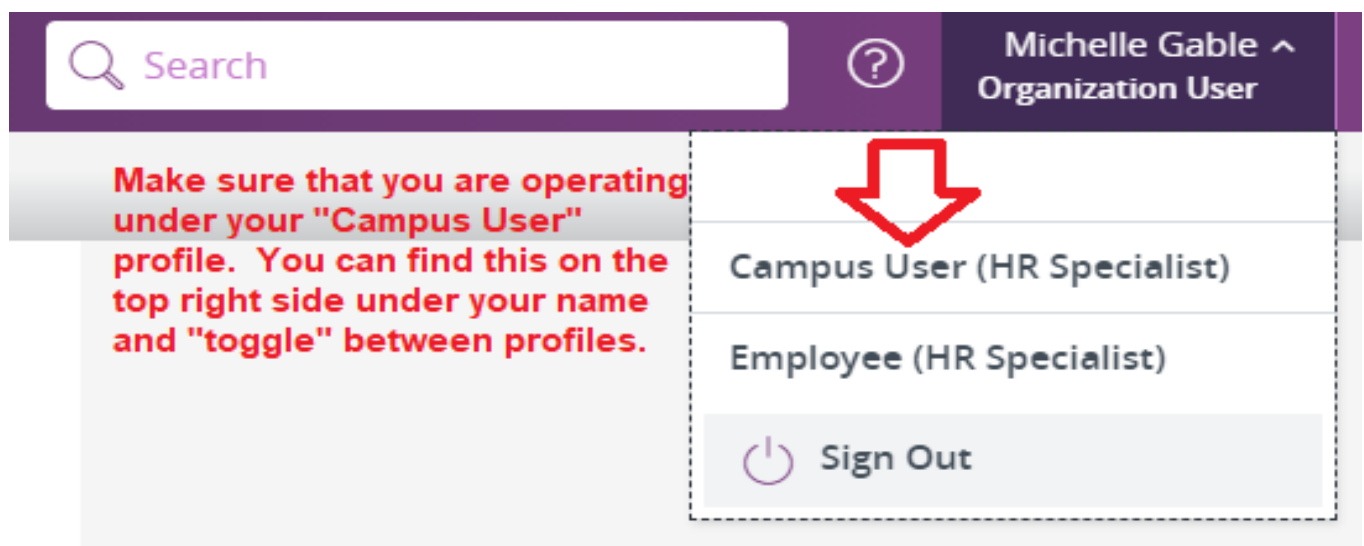 Search
Michelle Gable
Organization User
Make sure that you are operating
under your "Campus User"
profile.  You can find this on the
top right side under your name
and "toggle" between profiles.
Campus User (HR Specialist)
Employee (HR Specialist)
Sign Out